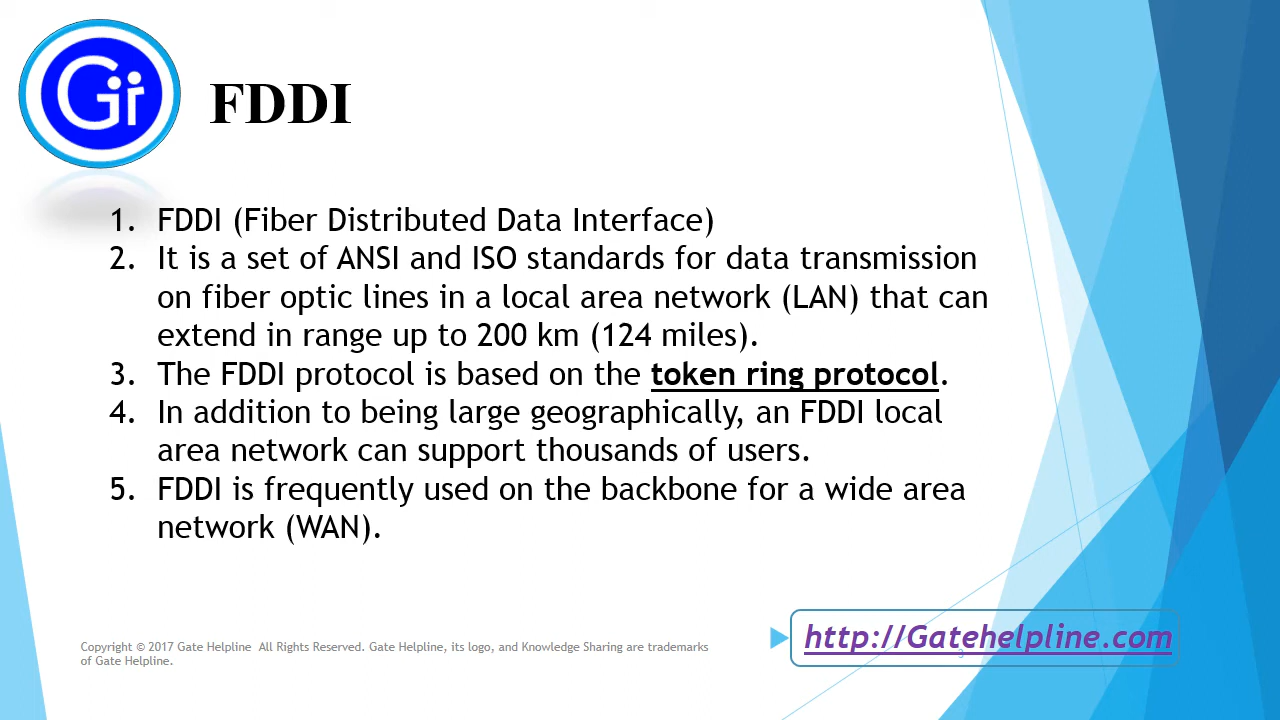 Gi
FDDI
1. FDDI (Fiber Distributed Data Interface)
2. It is a set of ANSI and ISO standards for data transmission
on fiber optic lines in a local area network (LAN) that can
extend in range up to 200 km (124 miles).
3. The FDDI protocol is based on the token ring protocol.
4. In addition to being large geographically, an FDDI local
area network can support thousands of users.
5. FDDI is frequently used on the backbone for a wide area
network (WAN).
http://Gatehelpline.com
3
Copyright © 2017 Gate Helpline All Rights Reserved. Gate Helpline, its logo, and Knowledge Sharing are trademarks
of Gate Helpline.